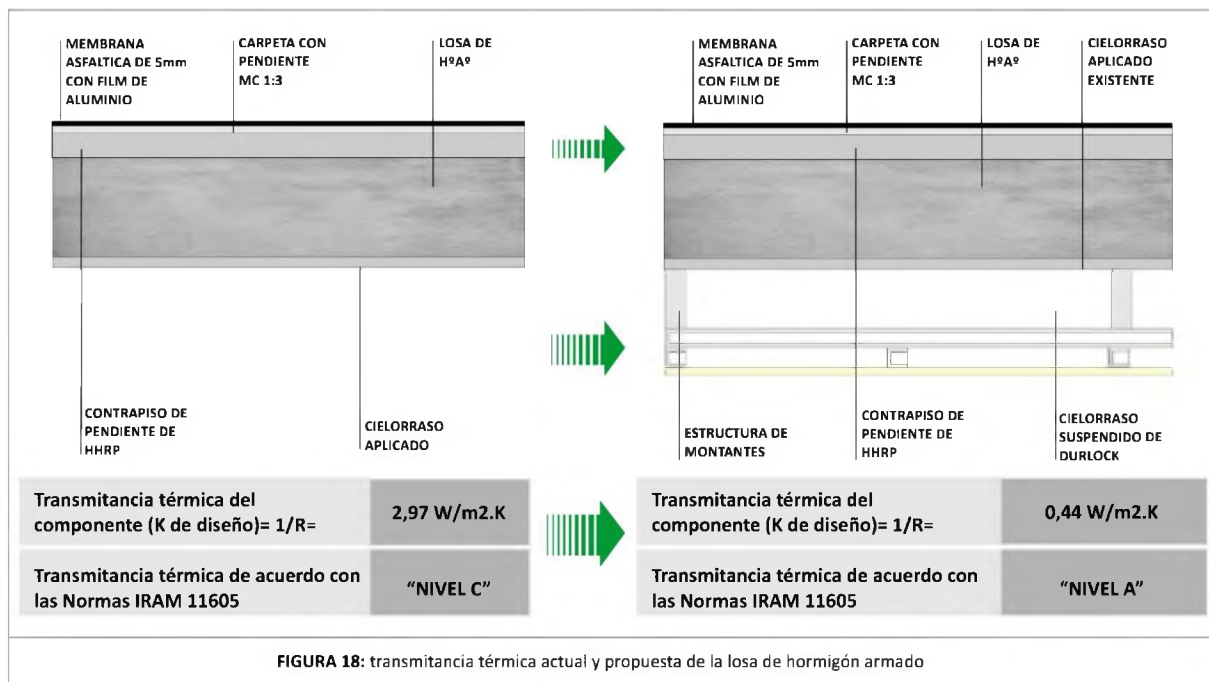 MEMBRANA
ASFALTICA DE 5mm
CON FILM DE
ALUMINIO
CARPETA CON
PENDIENTE
MC 1:3
LOSA DE
HºAº
CONTRAPISO DE
PENDIENTE DE
HHRP
CIELORRASO
APLICADO
Transmitancia térmica del
componente (K de diseño)= 1/R=
2,97 W/m2.K
Transmitancia térmica de acuerdo con
las Normas IRAM 11605
“NIVEL C”
MEMBRANA
ASFALTICA DE 5mm
CON FILM DE
ALUMINIO
CARPETA CON
PENDIENTE
MC 1:3
LOSA DE
HºAº
CIELORRASO
APLICADO
EXISTENTE
ESTRUCTURA DE
MONTANTES
CONTRAPISO DE
PENDIENTE DE
HHRP
CIELORRASO
SUSPENDIDO DE
DURLOCK
Transmitancia térmica del
componente (K de diseño)= 1/R=
0,44 W/m2.K
Transmitancia térmica de acuerdo con
las Normas IRAM 11605
“NIVEL A”
FIGURA 18: transmitancia térmica actual y propuesta de la losa de hormigón armado